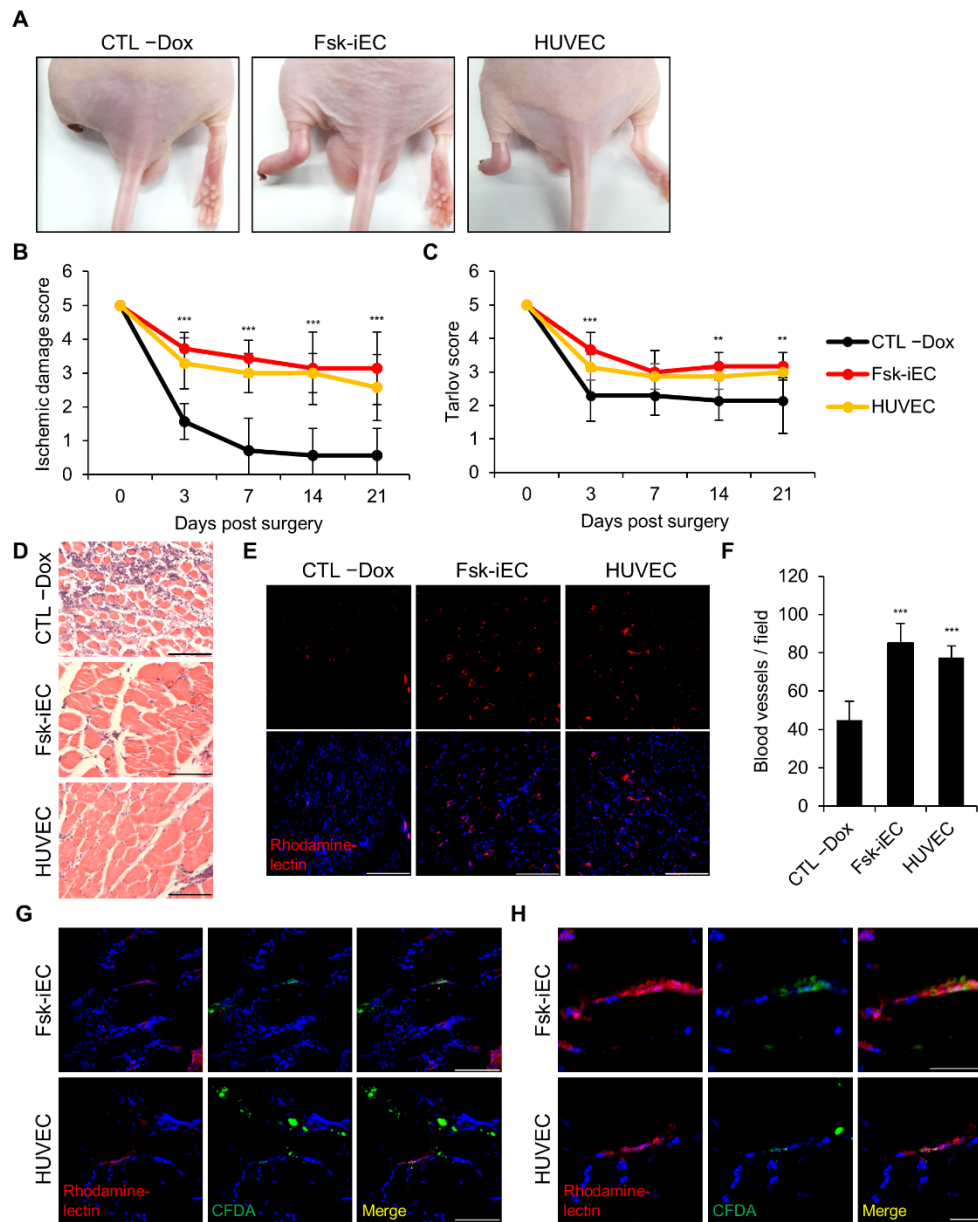 A
CTL −Dox
Fsk-iEC
HUVEC
B
Ischemic damage score
6
5
4
3
2
1
0
***
***
***
***
0
3
7
14
21
Days post surgery
C
Tarlov score
6
5
4
3
2
1
0
***
**
**
0
3
7
14
21
Days post surgery
CTL −Dox
Fsk-iEC
HUVEC
D
CTL −Dox
Fsk-iEC
HUVEC
E
CTL −Dox
Fsk-iEC
HUVEC
Rhodamine-
lectin
F
Blood vessels / field
120
100
80
60
40
20
0
***
***
CTL −Dox
Fsk-iEC
HUVEC
G
Fsk-iEC
HUVEC
Rhodamine-
lectin
CFDA
Merge
H
Fsk-iEC
HUVEC
Rhodamine-
lectin
CFDA
Merge